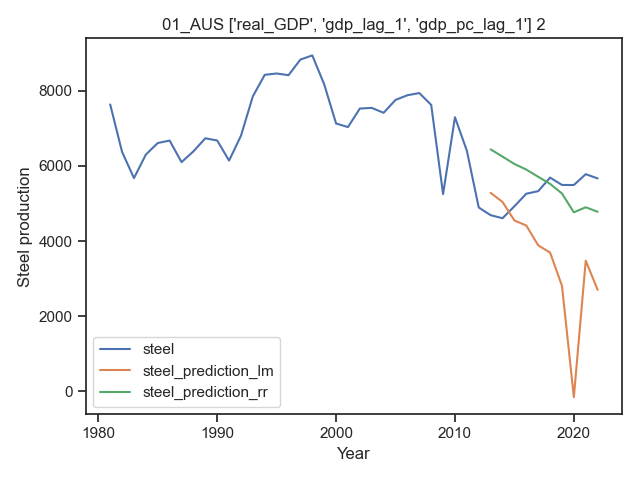 01_AUS ['real_GDP', 'gdp_lag_1', 'gdp_pc_lag_1'] 2
8000
6000
4000
2000
0
Steel production
steel
steel_prediction_lm
steel_prediction_rr
1980
1990
2000
2010
2020
Year